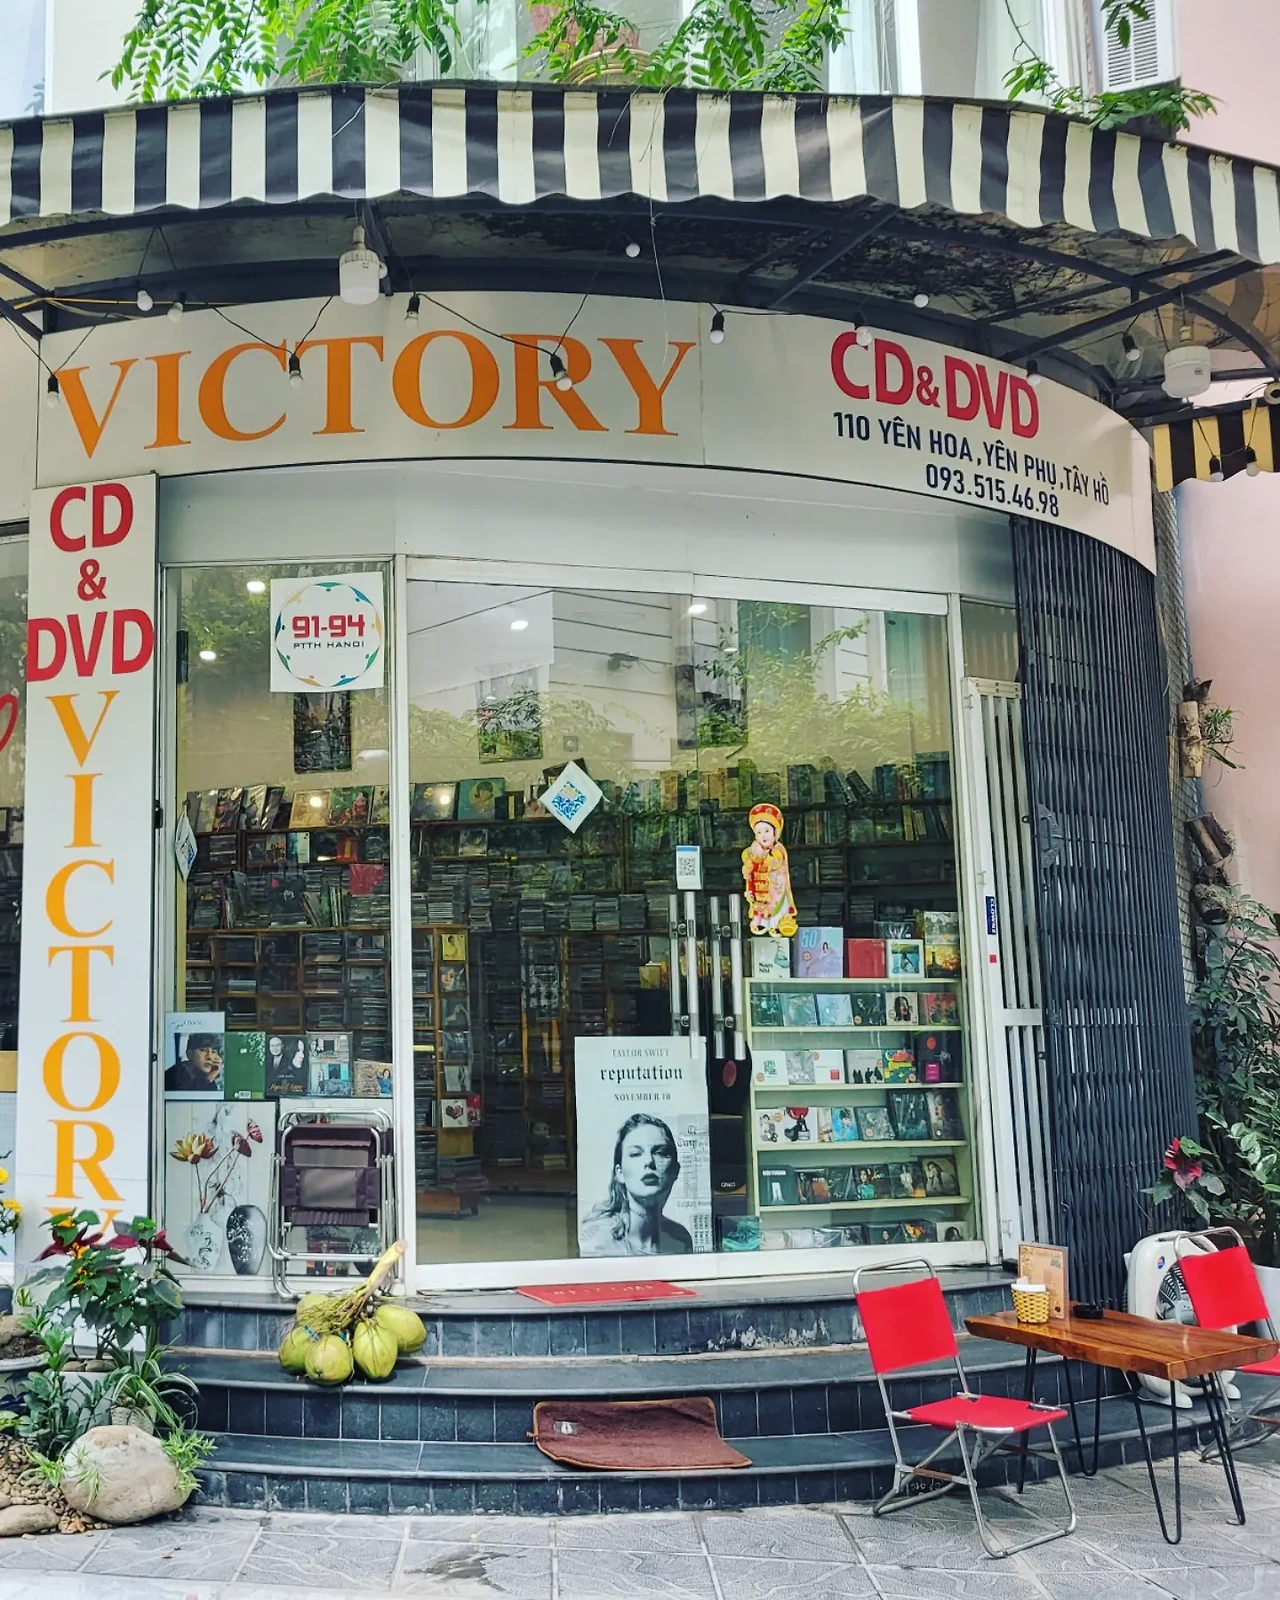 VICTORY
CD&DVD
110 YÊN HOA,YÊN PHỤ,TÂY HỒ
093.515.46.98
CD
&
DVD
VICTORY
91-94
PTTH HANOI
TAYLOR SWIFT
reputation
NOVEMBER 10
50